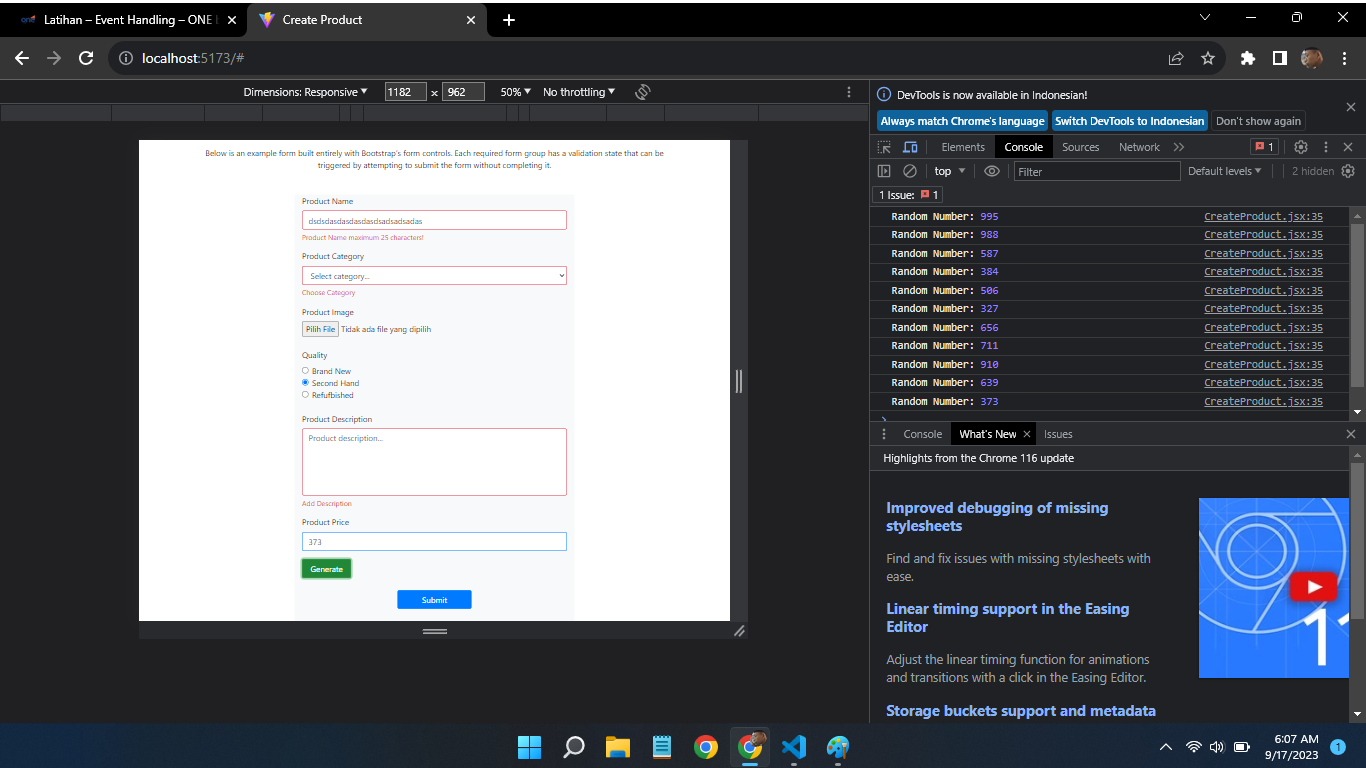 Latihan – Event Handling – ONE b
Create Product
localhost:5173/#
Dimensions: Responsive
1182 x 962
50%
No throttling
Below is an example form built entirely with Bootstrap's form controls. Each required form group has a validation state that can be
triggered by attempting to submit the form without completing it.
Product Name
dsdsdasdasdasdasdsadsadsadas
Product Name maximum 25 characters!
Product Category
Select category...
Choose Category
Product Image
Pilih File Tidak ada file yang dipilih
Quality
Brand New
Second Hand
Refufbished
Product Description
Product description...
Add Description
Product Price
373
Generate
Submit
DevTools is now available in Indonesian!
Always match Chrome's language
Switch DevTools to Indonesian
Don't show again
Elements
Console
Sources
Network
1
top
Filter
Default levels
2 hidden
1 Issue: 1
Random Number: 995 CreateProduct.jsx:35
Random Number: 988 CreateProduct.jsx:35
Random Number: 587 CreateProduct.jsx:35
Random Number: 384 CreateProduct.jsx:35
Random Number: 506 CreateProduct.jsx:35
Random Number: 327 CreateProduct.jsx:35
Random Number: 656 CreateProduct.jsx:35
Random Number: 711 CreateProduct.jsx:35
Random Number: 910 CreateProduct.jsx:35
Random Number: 639 CreateProduct.jsx:35
Random Number: 373 CreateProduct.jsx:35
Console
What's New
Issues
Highlights from the Chrome 116 update
Improved debugging of missing
stylesheets
Find and fix issues with missing stylesheets with
ease.
Linear timing support in the Easing
Editor
Adjust the linear timing function for animations
and transitions with a click in the Easing Editor.
Storage buckets support and metadata
6:07 AM
9/17/2023
1